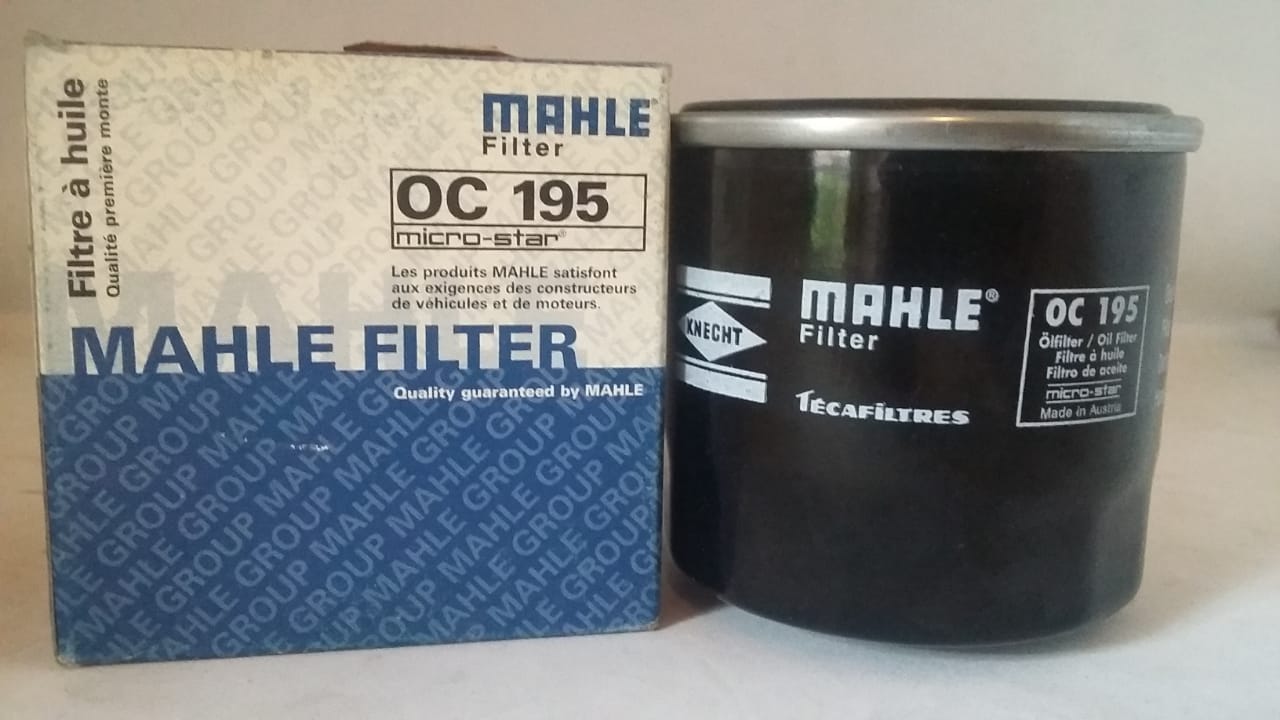 Filtre à huile
Qualité première monte
MAHLE
Filter
OC 195
micro-star®
Les produits MAHLE satisfont
aux exigences des constructeurs
de véhicules et de moteurs.
MAHLE FILTER
Quality guaranteed by MAHLE
KNECHT
MAHLE®
Filter
TÉCAFILTRES
OC 195
Ölfilter / Oil Filter
Filtre à huile
Filtro de aceite
micro-star
Made in Austria